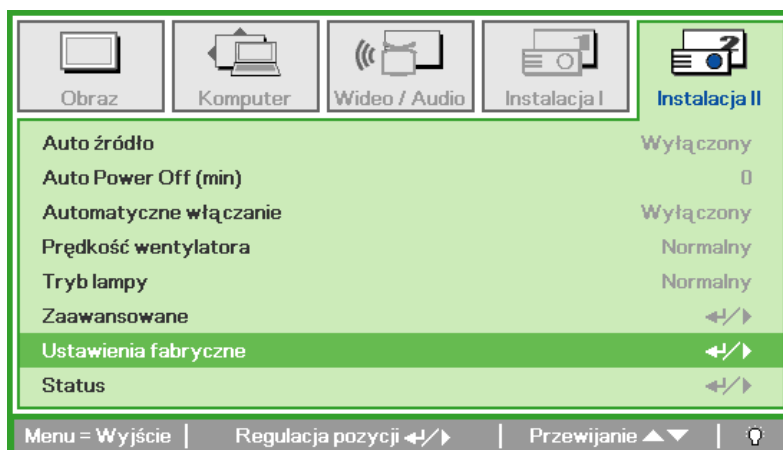 Obraz
Komputer
Wideo / Audio
Instalacja I
2
Instalacja II
Auto źródło Wyłączony
Auto Power Off (min) 0
Automatyczne włączanie Wyłączony
Prędkość wentylatora Normalny
Tryb lampy Normalny
Zaawansowane
Ustawienia fabryczne
Status
Menu = Wyjście | Regulacja pozycji | Przewijanie ▲▼ |